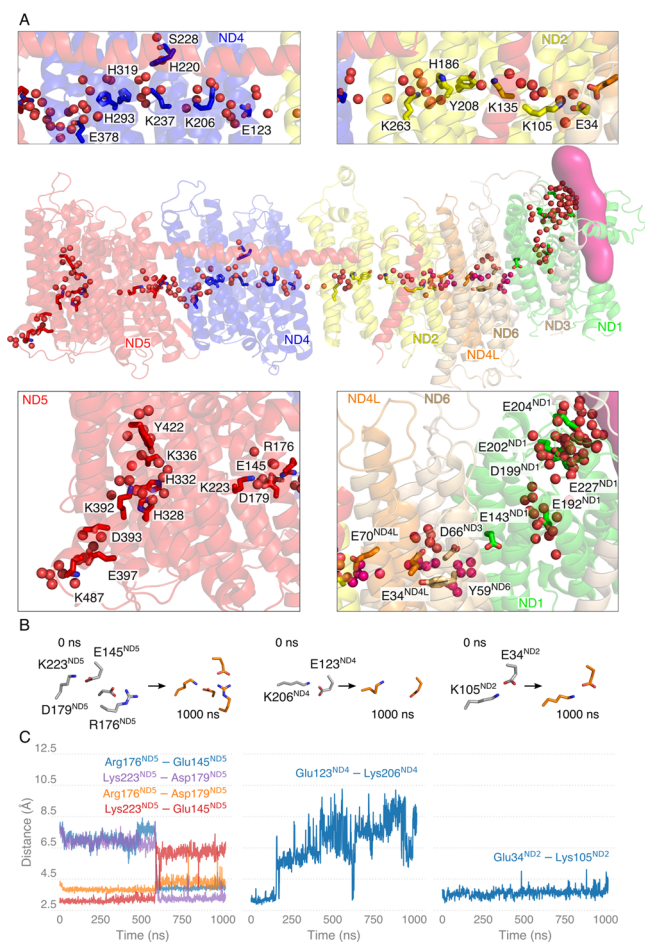 A
S228
ND4
H220
H319
H293
K237
K206
E123
E378
ND2
H186
Y208
K263
K135
K105
E34
ND5
ND4
ND2
ND4L
ND6
ND3
ND1
ND5
Y422
K336
R176
H332
E145
K223
K392
H328
D179
D393
E397
K487
ND4L
ND6
E204ND1
E202ND1
D199ND1
E227ND1
E192ND1
E143ND1
D66ND3
E70ND4L
E34ND4L
Y59ND6
ND1
B
0 ns
E145ND5
K223ND5
D179ND5
R176ND5
1000 ns
0 ns
E123ND4
K206ND4
1000 ns
0 ns
E34ND2
K105ND2
1000 ns
C
12.5
10.5
8.5
6.5
4.5
2.5
Distance (Å)
Arg176ND5 – Glu145ND5
Lys223ND5 – Asp179ND5
Arg176ND5 – Asp179ND5
Lys223ND5 – Glu145ND5
Glu123ND4 – Lys206ND4
Glu34ND2 – Lys105ND2
0 250 500 750 1000
0 250 500 750 1000
0 250 500 750 1000
Time (ns)
Time (ns)
Time (ns)